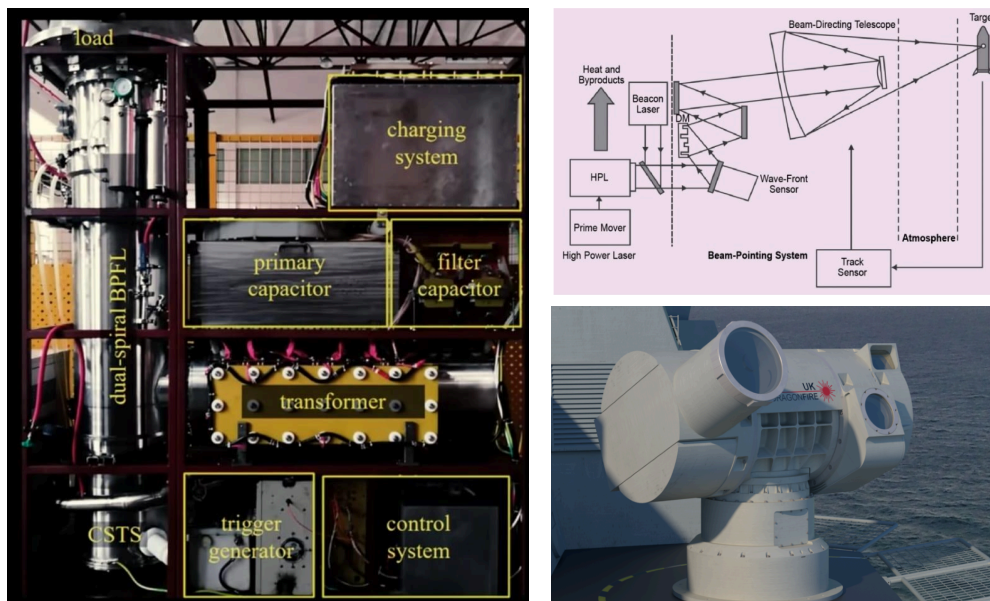 load
charging
system
primary
capacitor
filter
capacitor
dual-spiral BPFL
transformer
CSTS
trigger
generator
control
system
Beam-Directing Telescope
Targe
Heat and
Byproducts
Beacon
Laser
DM
HPL
Wave-Front
Sensor
Prime Mover
High Power Laser
Beam-Pointing System
Atmosphere
Track
Sensor
UK
DRAGONFIRE